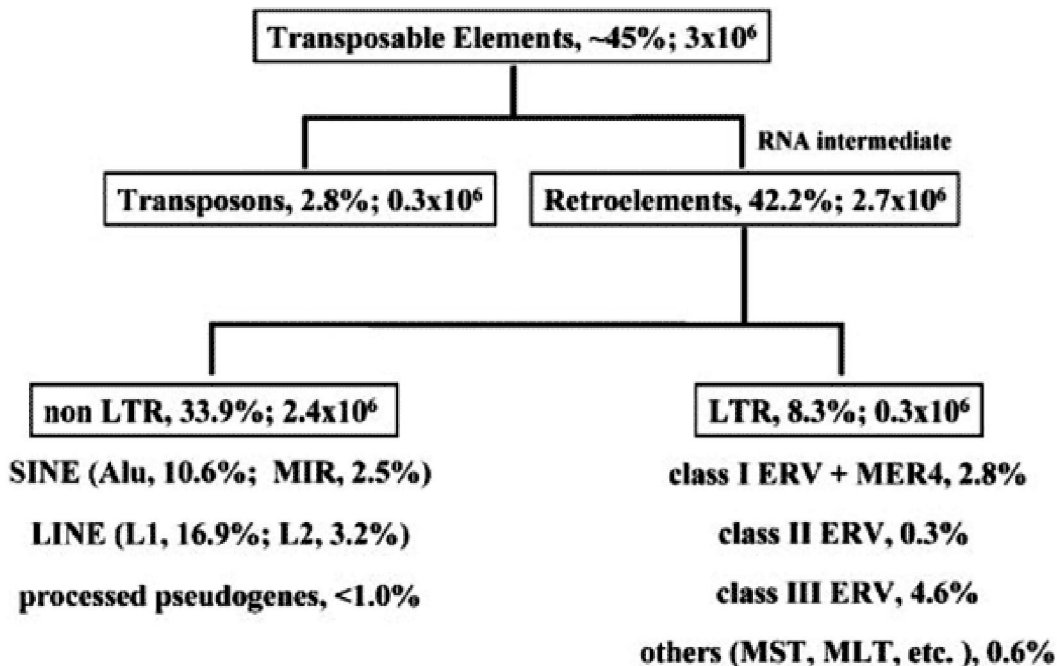 Transposable Elements, ~45%; 3x10⁶
RNA intermediate
Transposons, 2.8%; 0.3x10⁶
Retroelements, 42.2%; 2.7x10⁶
non LTR, 33.9%; 2.4x10⁶
LTR, 8.3%; 0.3x10⁶
SINE (Alu, 10.6%; MIR, 2.5%)
class I ERV + MER4, 2.8%
LINE (L1, 16.9%; L2, 3.2%)
class II ERV, 0.3%
processed pseudogenes, <1.0%
class III ERV, 4.6%
others (MST, MLT, etc. ), 0.6%